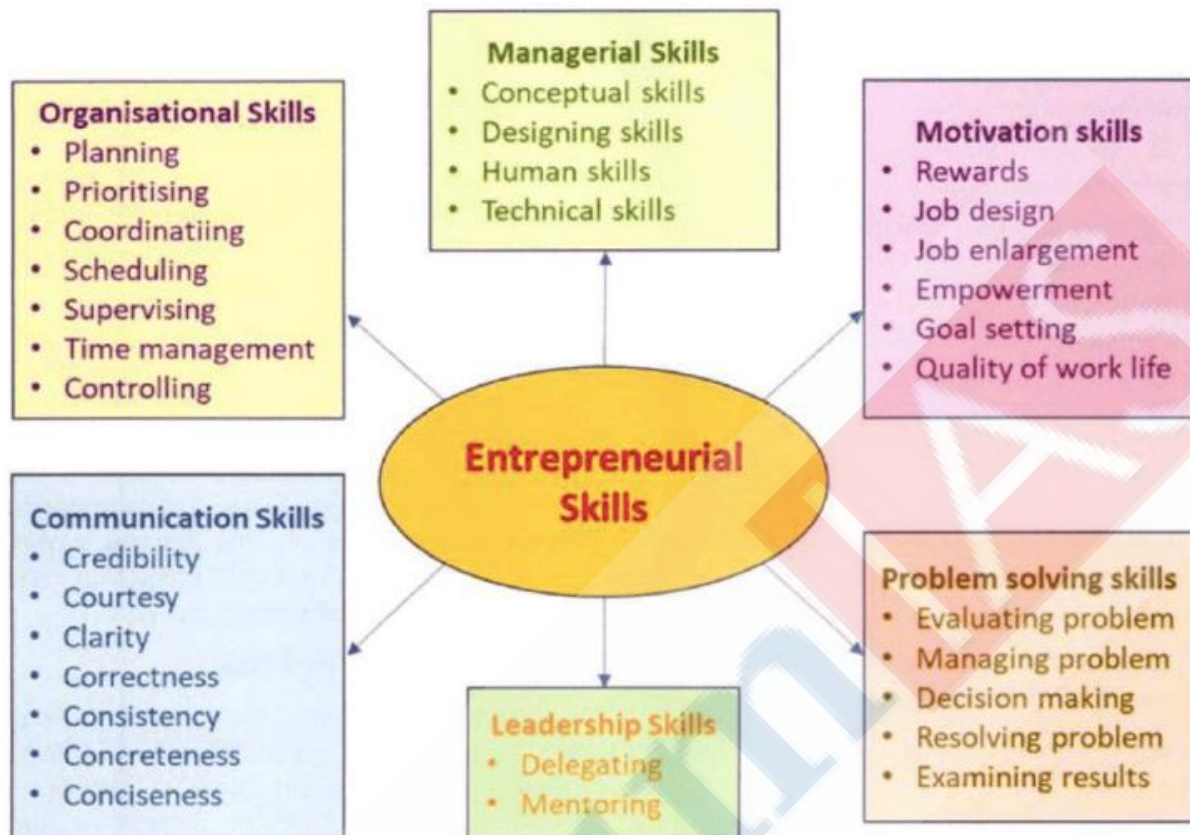 Managerial Skills
• Conceptual skills
• Designing skills
• Human skills
• Technical skills
Organisational Skills
• Planning
• Prioritising
• Coordinatiing
• Scheduling
• Supervising
• Time management
• Controlling
Motivation skills
• Rewards
• Job design
• Job enlargement
• Empowerment
• Goal setting
• Quality of work life
Entrepreneurial
Skills
Communication Skills
• Credibility
• Courtesy
• Clarity
• Correctness
• Consistency
• Concreteness
• Conciseness
Leadership Skills
• Delegating
• Mentoring
Problem solving skills
• Evaluating problem
• Managing problem
• Decision making
• Resolving problem
• Examining results